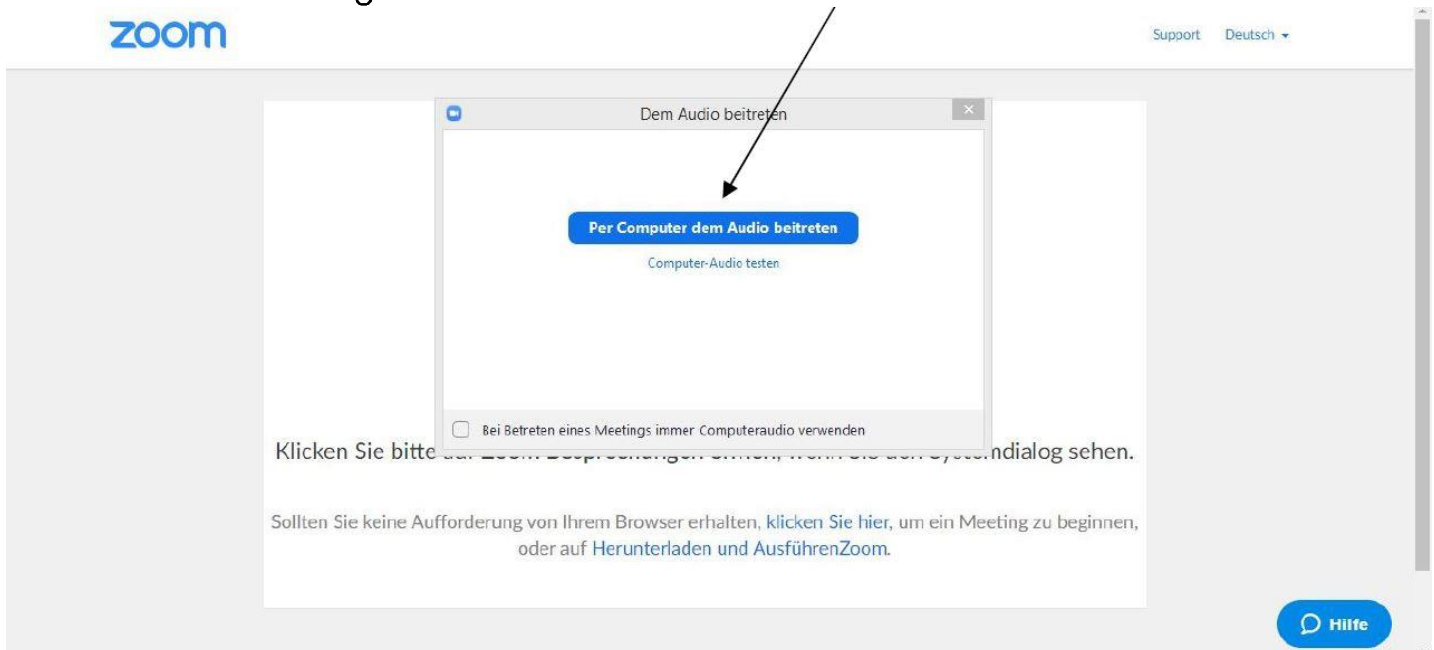 zoom
Support Deutsch
Dem Audio beitreten
Per Computer dem Audio beitreten
Computer-Audio testen
Bei Betreten eines Meetings immer Computeraudio verwenden
Klicken Sie bitte ndialog sehen.
Sollten Sie keine Aufforderung von Ihrem Browser erhalten, klicken Sie hier, um ein Meeting zu beginnen,
oder auf Herunterladen und AusführenZoom.
Hilfe